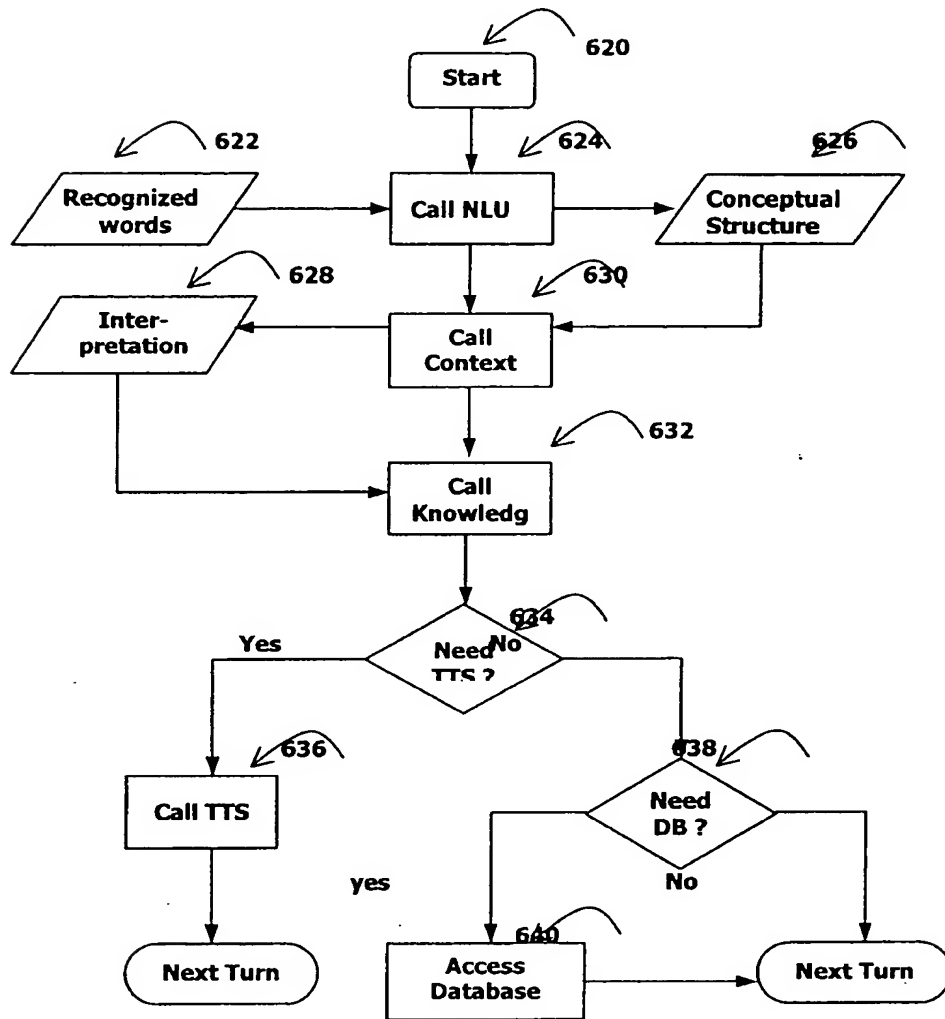 620
Start
622
624
626
Recognized
words
Call NLU
Conceptual
Structure
628
630
Inter-
pretation
Call
Context
632
Call
Knowledg
634
Yes
No
Need
TTS ?
636
638
Call TTS
Need
DB ?
yes
No
640
Next Turn
Access
Database
Next Turn